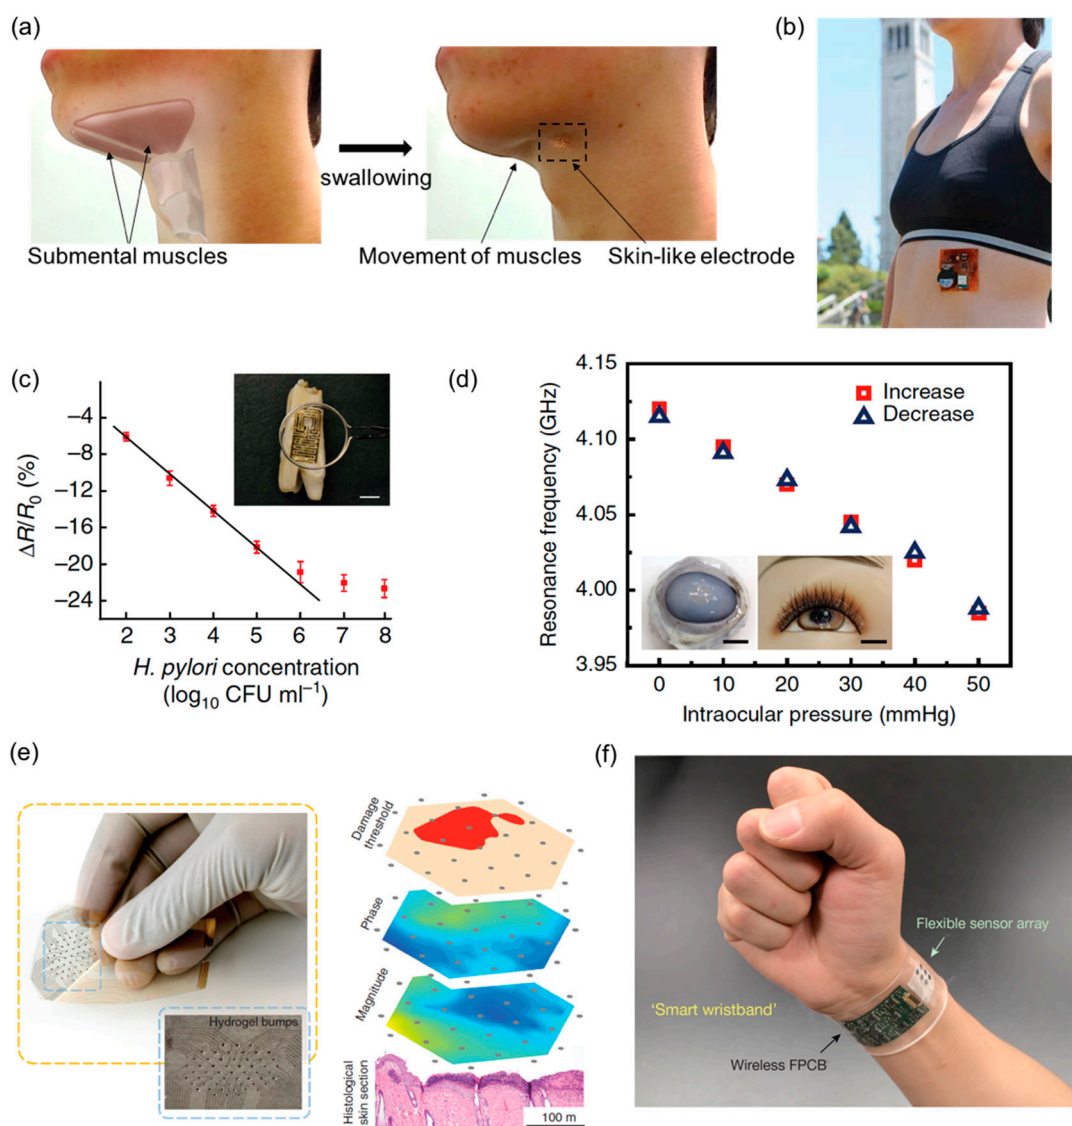 (a)
swallowing
Submental muscles
Movement of muscles
Skin-like electrode
(b)
(c)
ΔR/R0 (%)
−4
−8
−12
−16
−20
−24
2 3 4 5 6 7 8
H. pylori concentration
(log10 CFU ml−1)
(d)
Resonance frequency (GHz)
4.15
4.10
4.05
4.00
3.95
Increase
Decrease
0 10 20 30 40 50
Intraocular pressure (mmHg)
(e)
Hydrogel bumps
Damage
threshold
Phase
Magnitude
Histological
skin section
100 m
(f)
Flexible sensor array
'Smart wristband'
Wireless FPCB